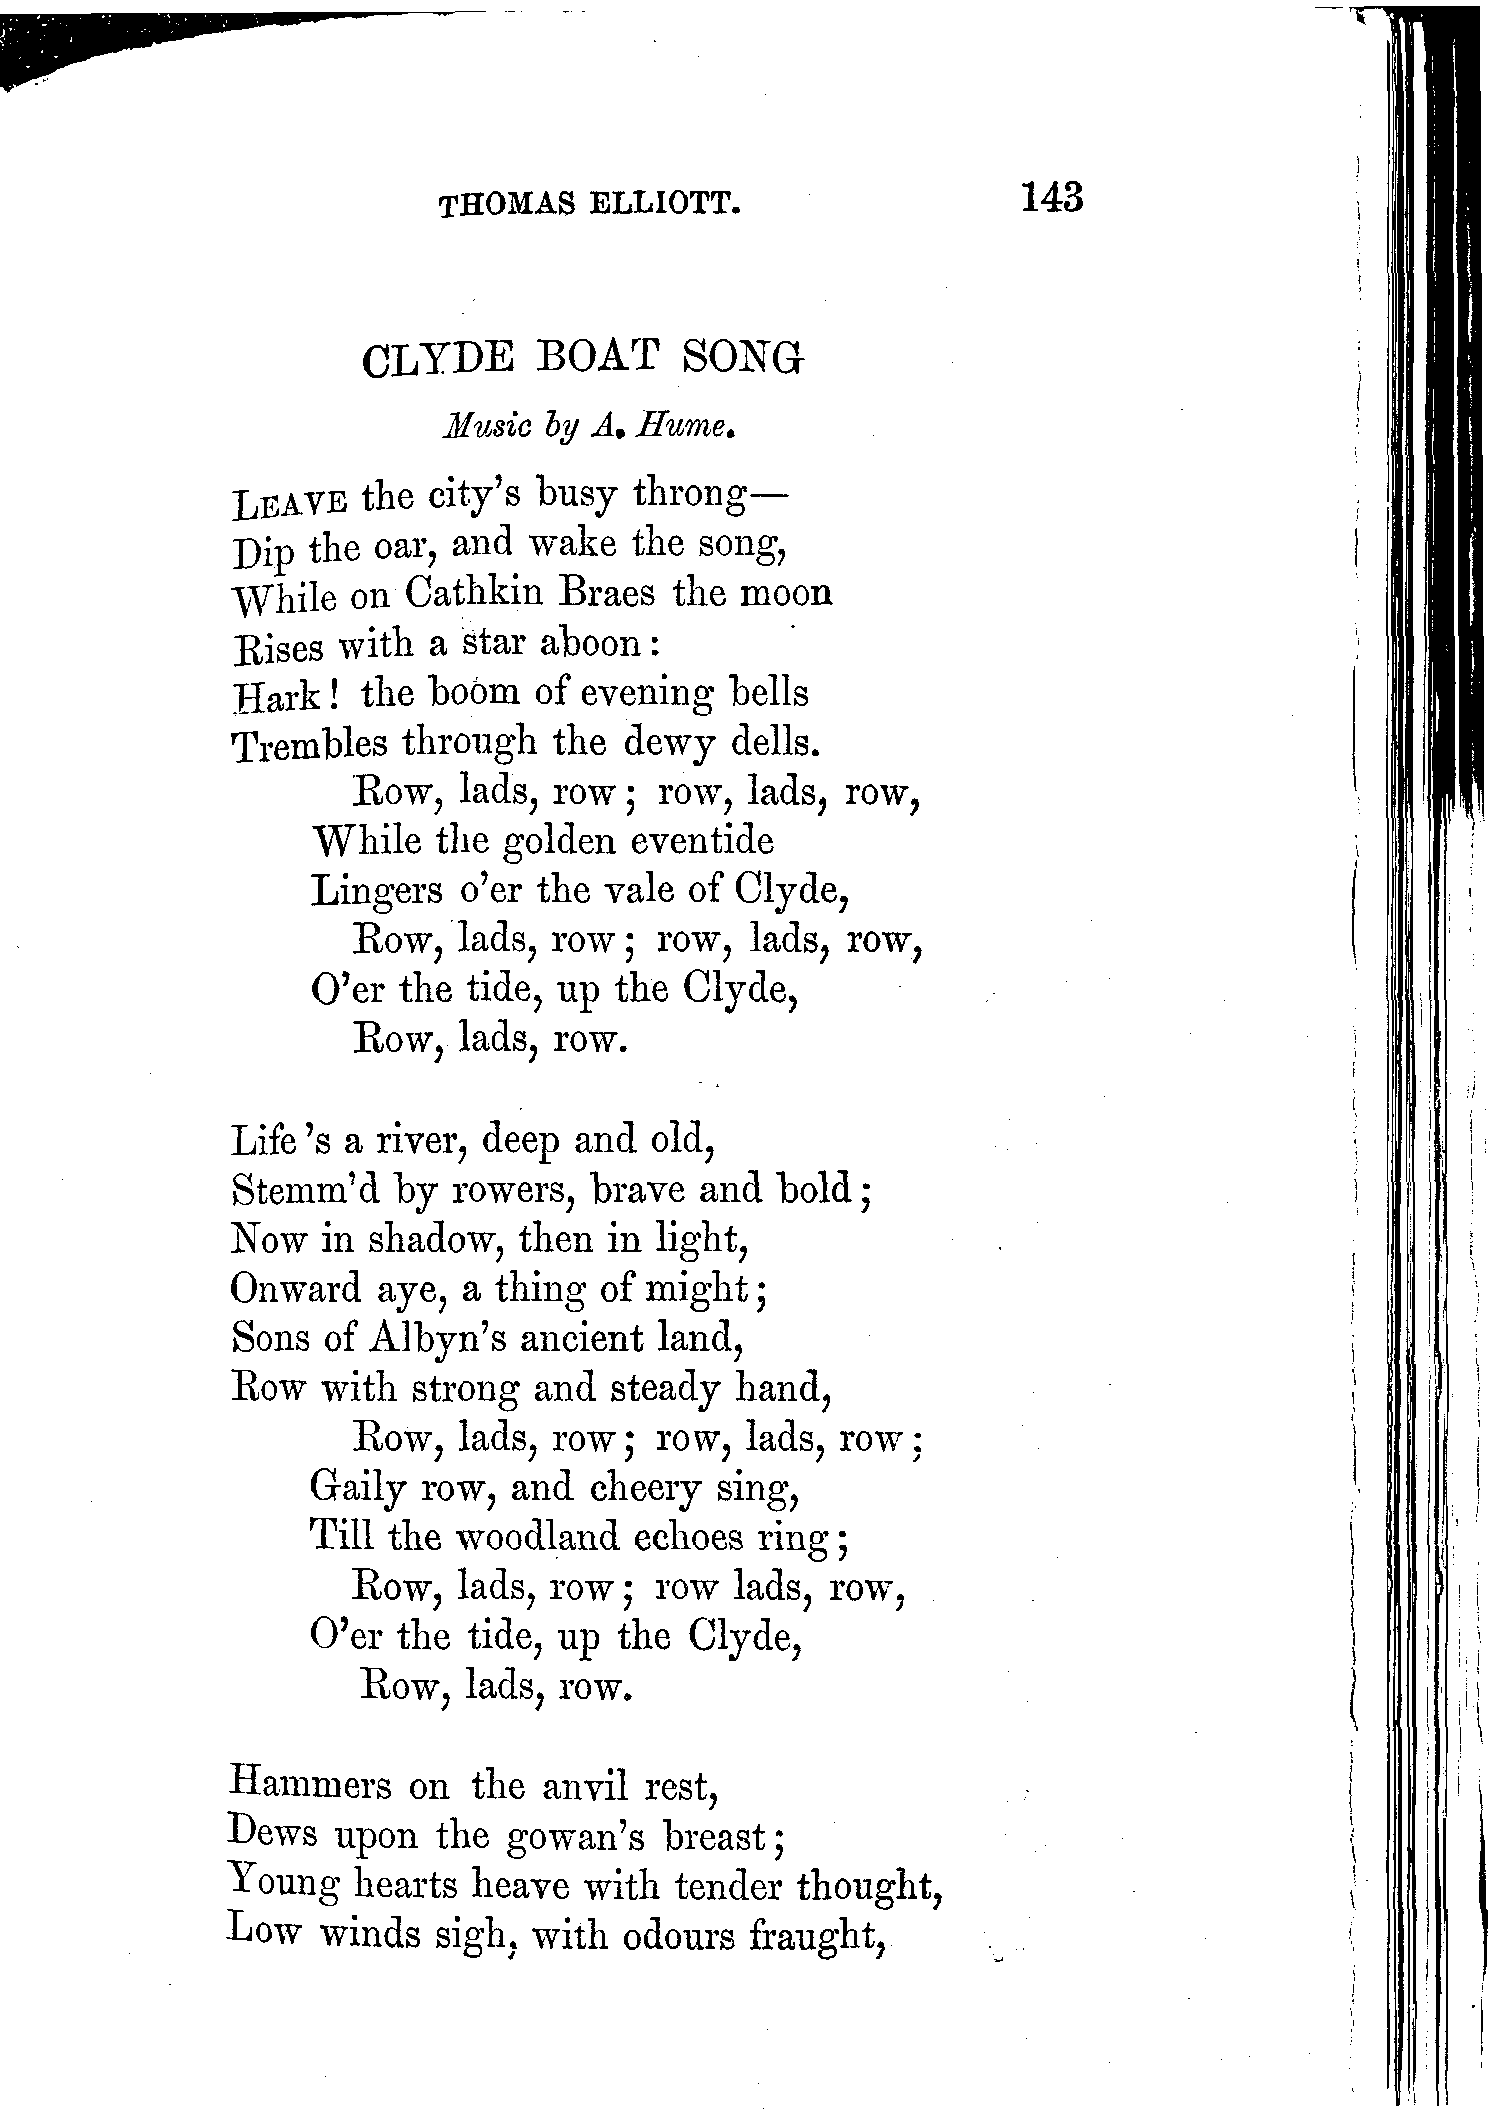 THOMAS ELLIOTT. 143
CLYDE BOAT SONG
Music by A. Hume.
LEAVE the city's busy throng—
Dip the oar, and wake the song,
While on Cathkin Braes the moon
Rises with a star aboon:
Hark! the boom of evening bells
Trembles through the dewy dells.
Row, lads, row; row, lads, row,
While the golden eventide
Lingers o'er the vale of Clyde,
Row, lads, row; row, lads, row,
O'er the tide, up the Clyde,
Row, lads, row.
Life's a river, deep and old,
Stemm'd by rowers, brave and bold;
Now in shadow, then in light,
Onward aye, a thing of might;
Sons of Albyn's ancient land,
Row with strong and steady hand,
Row, lads, row; row, lads, row;
Gaily row, and cheery sing,
Till the woodland echoes ring;
Row, lads, row; row lads, row,
O'er the tide, up the Clyde,
Row, lads, row.
Hammers on the anvil rest,
Dews upon the gowan's breast;
Young hearts heave with tender thought,
Low winds sigh, with odours fraught,